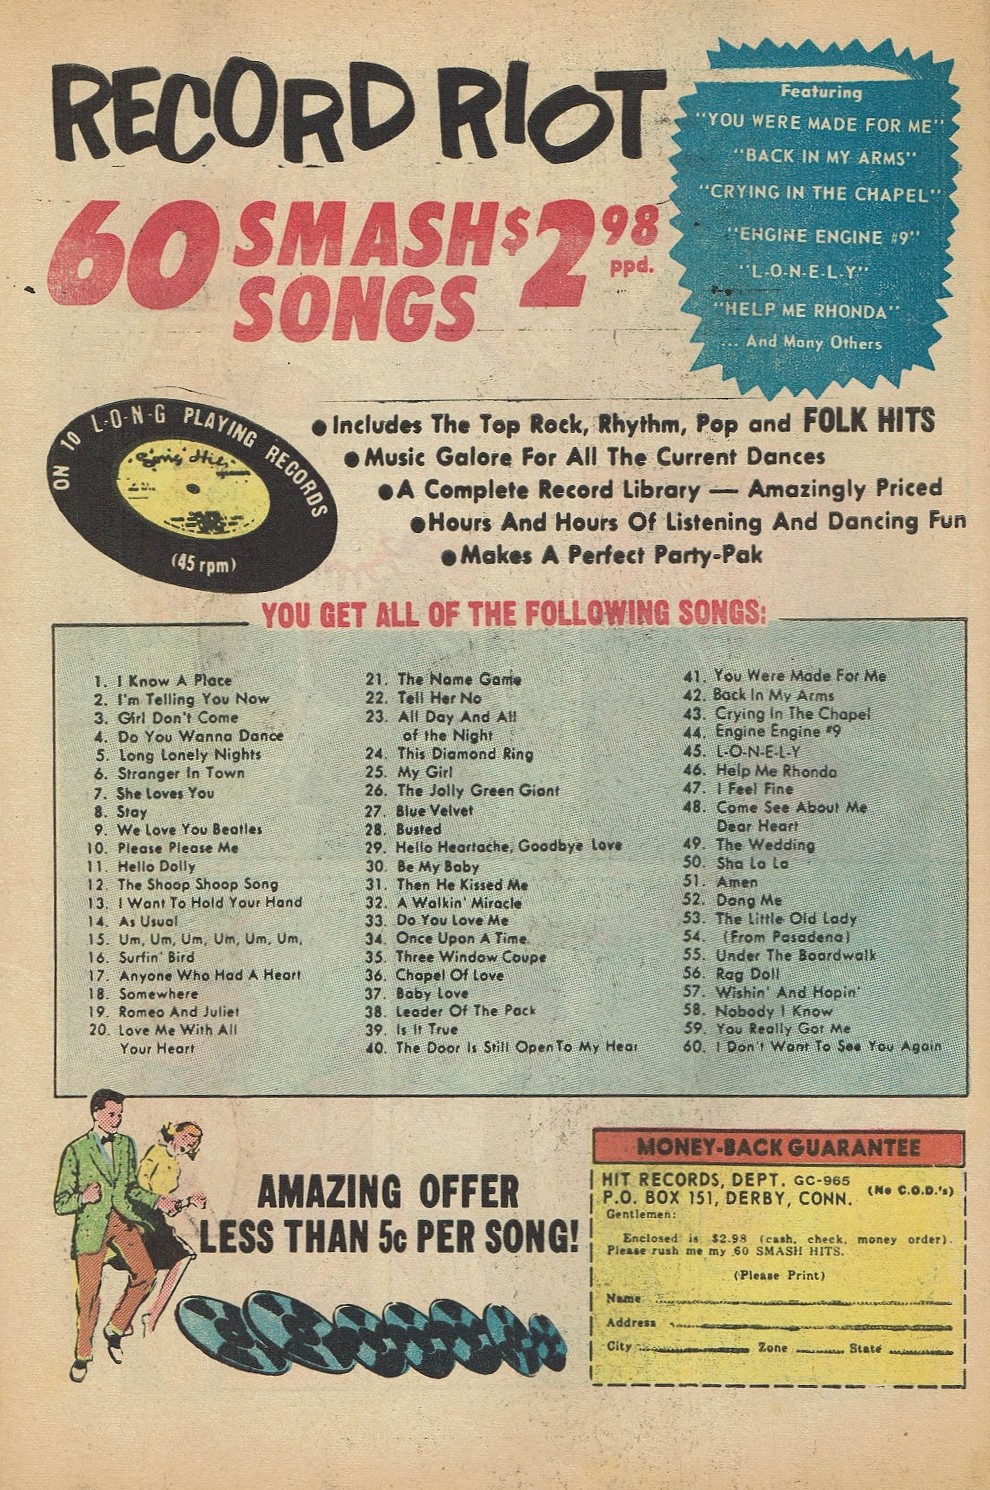 RECORD RIOT
60 SMASH SONGS $2.98 ppd.
Featuring
"YOU WERE MADE FOR ME"
"BACK IN MY ARMS"
"CRYING IN THE CHAPEL"
"ENGINE ENGINE #9"
"L-O-N-E-L-Y"
"HELP ME RHONDA"
... And Many Others
ON 10 L-O-N-G PLAYING RECORDS
Song Hits
(45 rpm)
● Includes The Top Rock, Rhythm, Pop and FOLK HITS
● Music Galore For All The Current Dances
● A Complete Record Library — Amazingly Priced
● Hours And Hours Of Listening And Dancing Fun
● Makes A Perfect Party-Pak
YOU GET ALL OF THE FOLLOWING SONGS:
1. I Know A Place
2. I'm Telling You Now
3. Girl Don't Come
4. Do You Wanna Dance
5. Long Lonely Nights
6. Stranger In Town
7. She Loves You
8. Stay
9. We Love You Beatles
10. Please Please Me
11. Hello Dolly
12. The Shoop Shoop Song
13. I Want To Hold Your Hand
14. As Usual
15. Um, Um, Um, Um, Um, Um,
16. Surfin' Bird
17. Anyone Who Had A Heart
18. Somewhere
19. Romeo And Juliet
20. Love Me With All
Your Heart
21. The Name Game
22. Tell Her No
23. All Day And All
of the Night
24. This Diamond Ring
25. My Girl
26. The Jolly Green Giant
27. Blue Velvet
28. Busted
29. Hello Heartache, Goodbye Love
30. Be My Baby
31. Then He Kissed Me
32. A Walkin' Miracle
33. Do You Love Me
34. Once Upon A Time
35. Three Window Coupe
36. Chapel Of Love
37. Baby Love
38. Leader Of The Pack
39. Is It True
40. The Door Is Still Open To My Hear
41. You Were Made For Me
42. Back In My Arms
43. Crying In The Chapel
44. Engine Engine #9
45. L-O-N-E-L-Y
46. Help Me Rhonda
47. I Feel Fine
48. Come See About Me
Dear Heart
49. The Wedding
50. Sha La La
51. Amen
52. Dang Me
53. The Little Old Lady
54. (From Pasadena)
55. Under The Boardwalk
56. Rag Doll
57. Wishin' And Hopin'
58. Nobody I Know
59. You Really Got Me
60. I Don't Want To See You Again
AMAZING OFFER
LESS THAN 5c PER SONG!
MONEY-BACK GUARANTEE
HIT RECORDS, DEPT. GC-965
P.O. BOX 151, DERBY, CONN. (No C.O.D.'s)
Gentlemen:
Enclosed is $2.98 (cash, check, money order).
Please rush me my 60 SMASH HITS.
(Please Print)
Name
Address
City Zone State